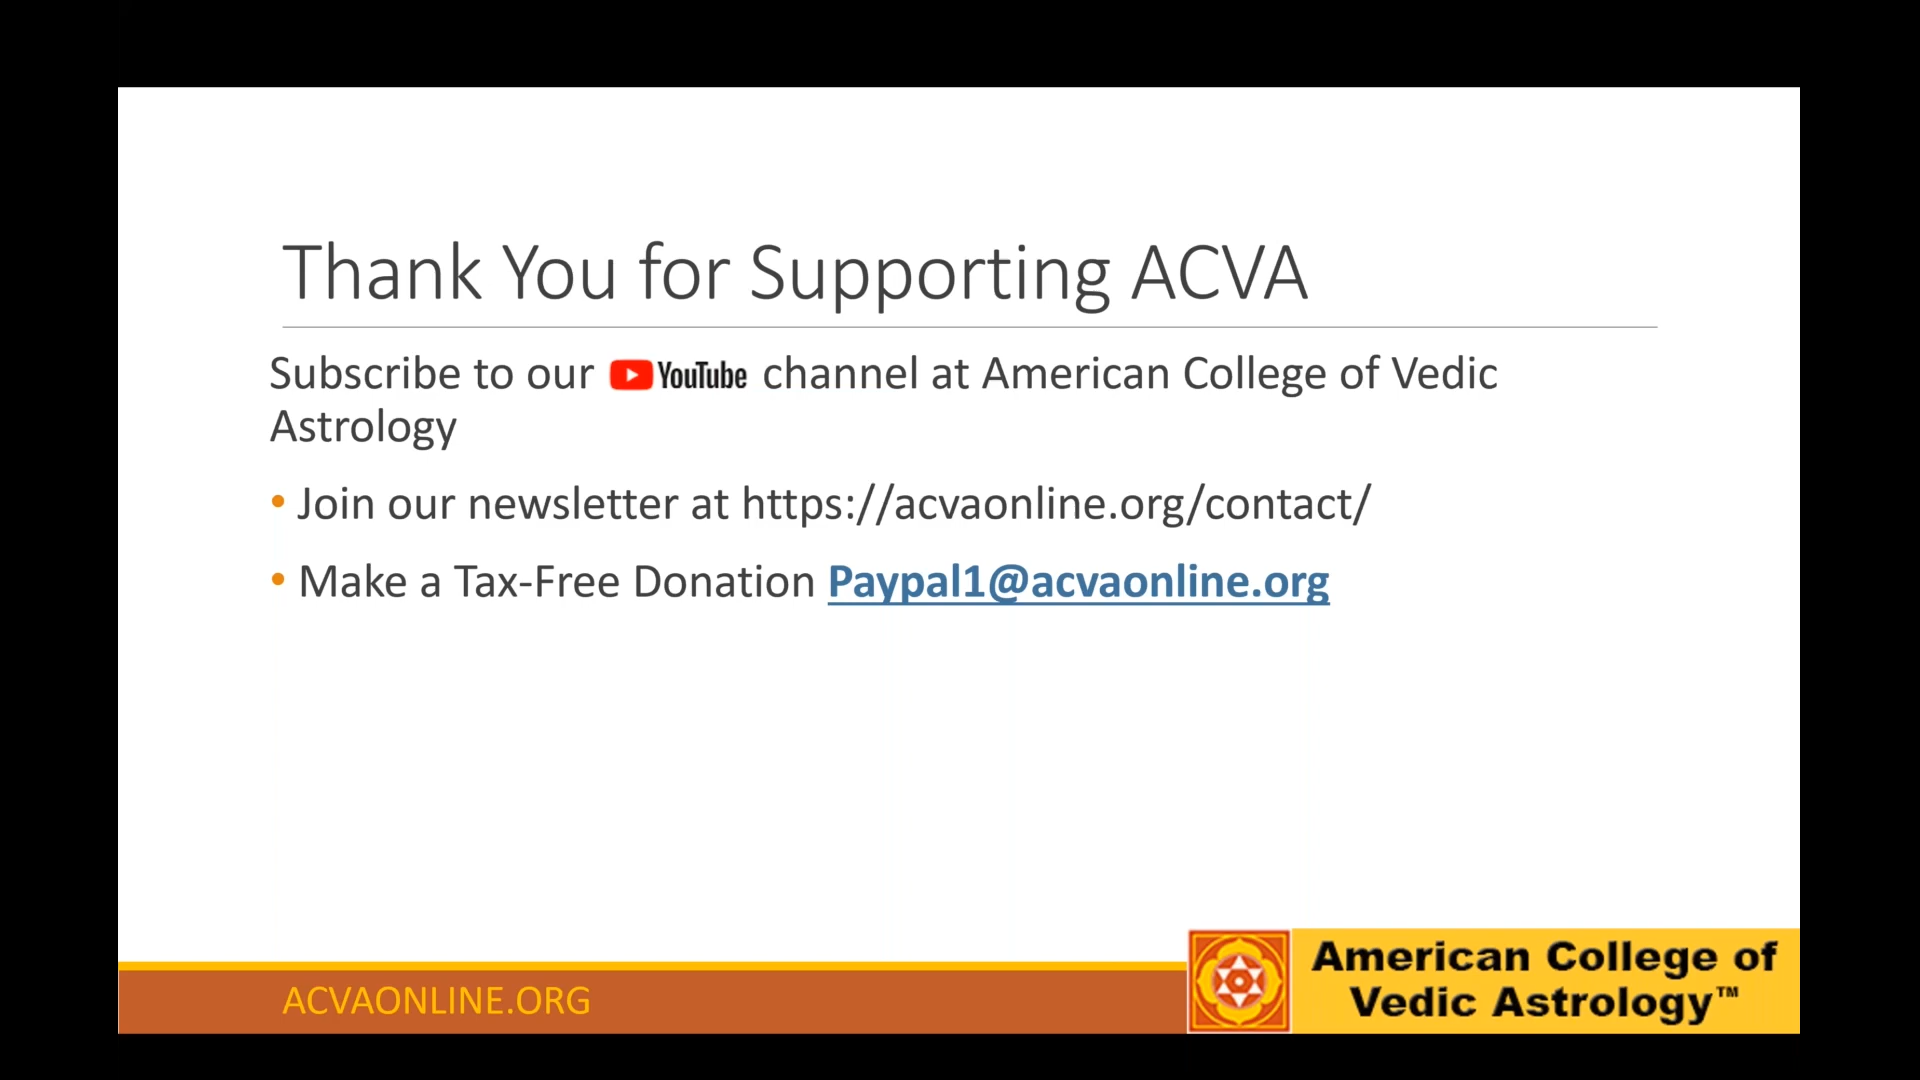 Thank You for Supporting ACVA
Subscribe to our YouTube channel at American College of Vedic
Astrology
• Join our newsletter at https://acvaonline.org/contact/
• Make a Tax-Free Donation Paypal1@acvaonline.org
ACVAONLINE.ORG
American College of
Vedic Astrology™